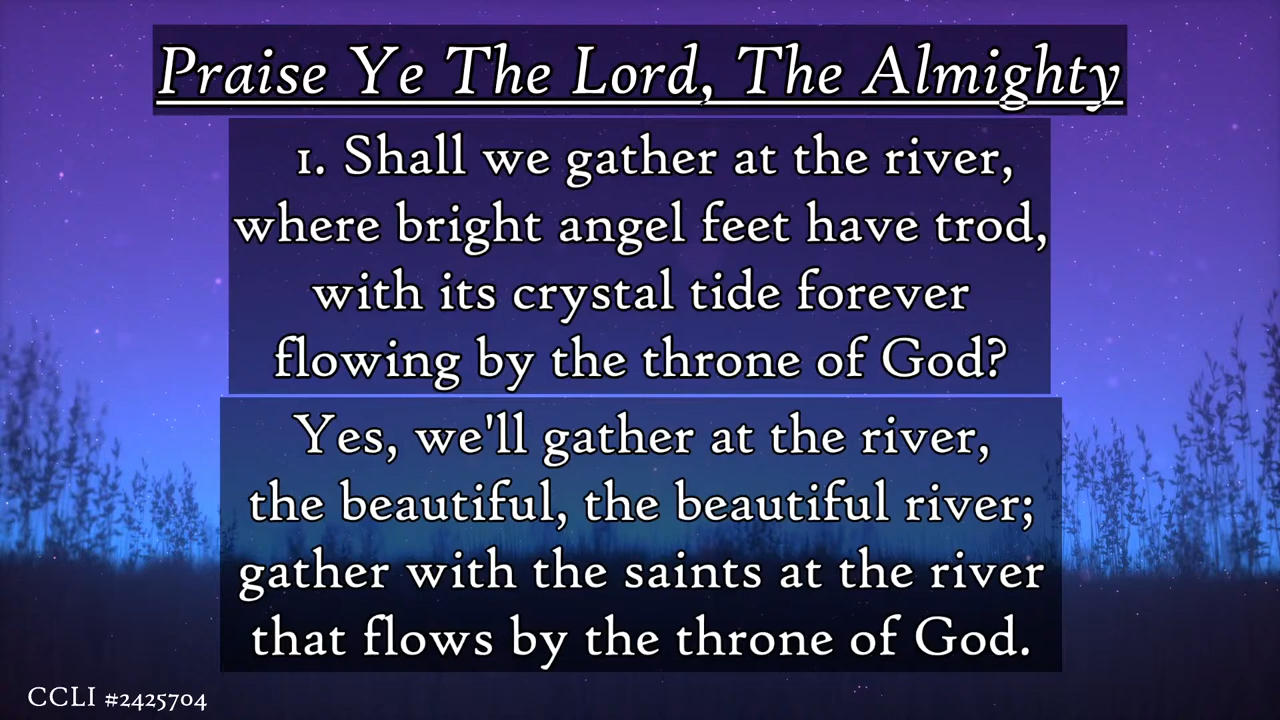 Praise Ye The Lord, The Almighty
1. Shall we gather at the river,
where bright angel feet have trod,
with its crystal tide forever
flowing by the throne of God?
Yes, we'll gather at the river,
the beautiful, the beautiful river;
gather with the saints at the river
that flows by the throne of God.
CCLI #2425704